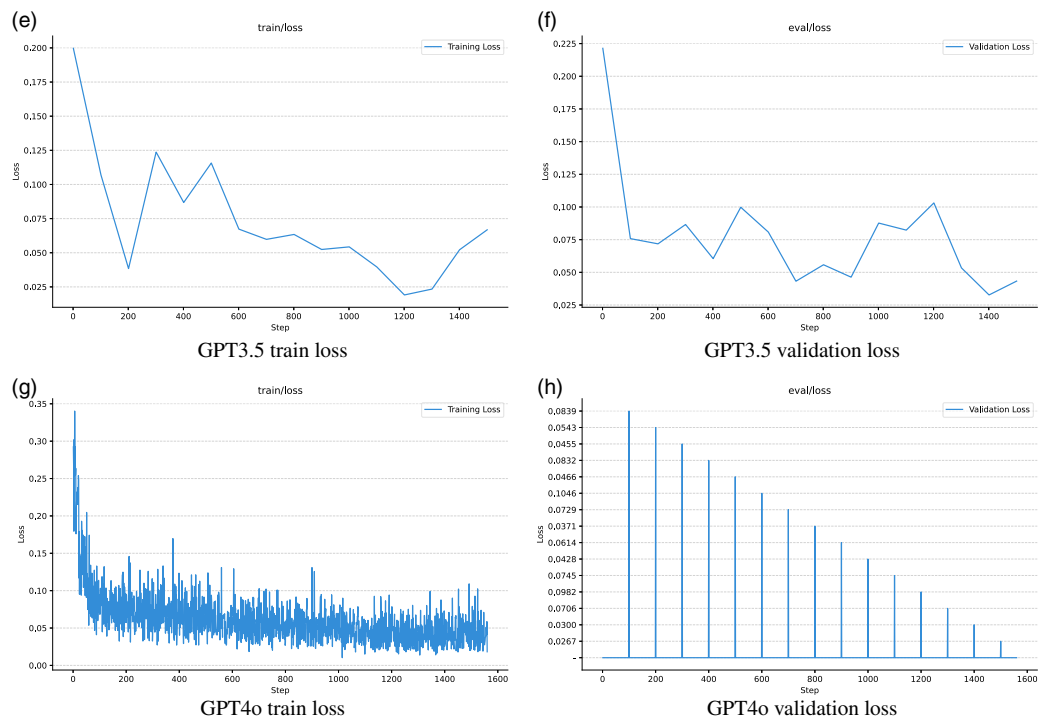 (e)
train/loss
Training Loss
0.200
0.175
0.150
0.125
0.100
0.075
0.050
0.025
Loss
0 200 400 600 800 1000 1200 1400
Step
GPT3.5 train loss
(f)
eval/loss
Validation Loss
0.225
0.200
0.175
0.150
0.125
0.100
0.075
0.050
0.025
Loss
0 200 400 600 800 1000 1200 1400
Step
GPT3.5 validation loss
(g)
train/loss
Training Loss
0.35
0.30
0.25
0.20
0.15
0.10
0.05
0.00
Loss
0 200 400 600 800 1000 1200 1400 1600
Step
GPT4o train loss
(h)
eval/loss
Validation Loss
0.0839
0.0543
0.0455
0.0832
0.0466
0.1046
0.0729
0.0371
0.0614
0.0428
0.0745
0.0982
0.0706
0.0300
0.0267
-
Loss
0 200 400 600 800 1000 1200 1400 1600
Step
GPT4o validation loss